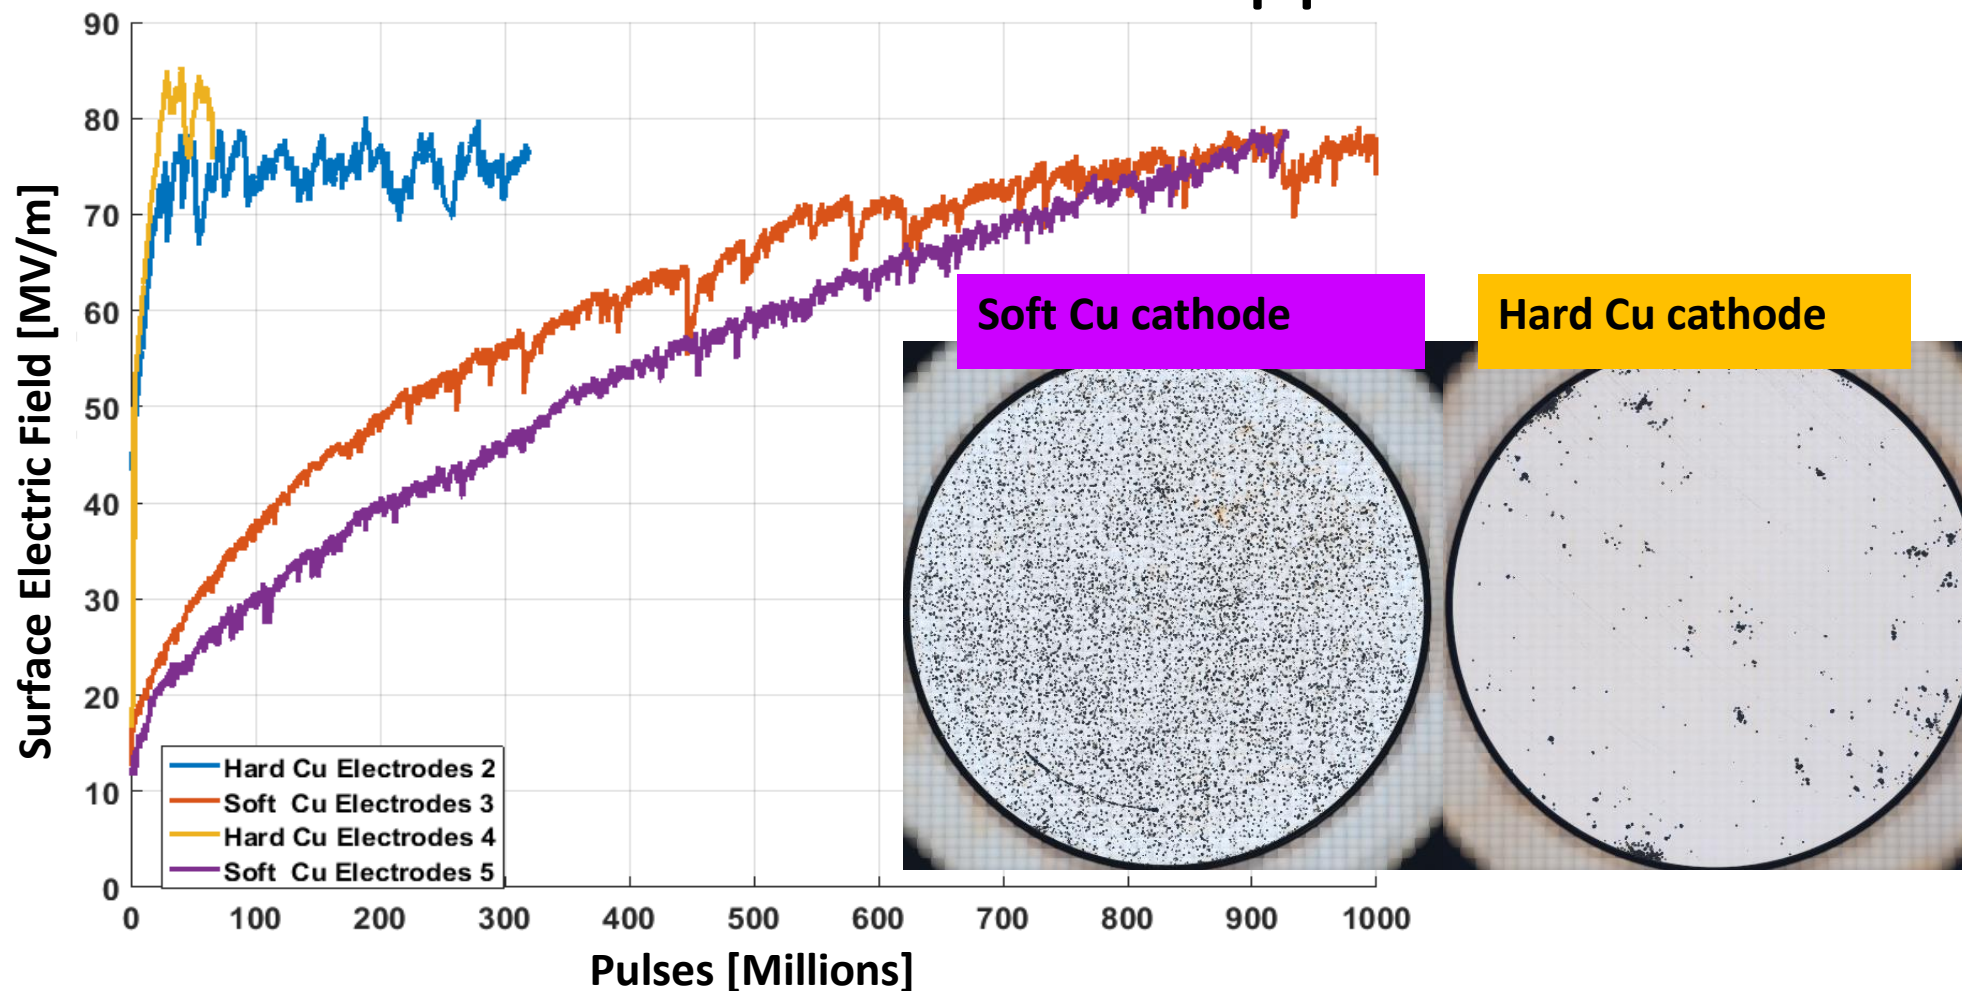 90
80
70
60
50
40
30
20
10
0
Surface Electric Field [MV/m]
Hard Cu Electrodes 2
Soft Cu Electrodes 3
Hard Cu Electrodes 4
Soft Cu Electrodes 5
Soft Cu cathode
Hard Cu cathode
0 100 200 300 400 500 600 700 800 900 1000
Pulses [Millions]